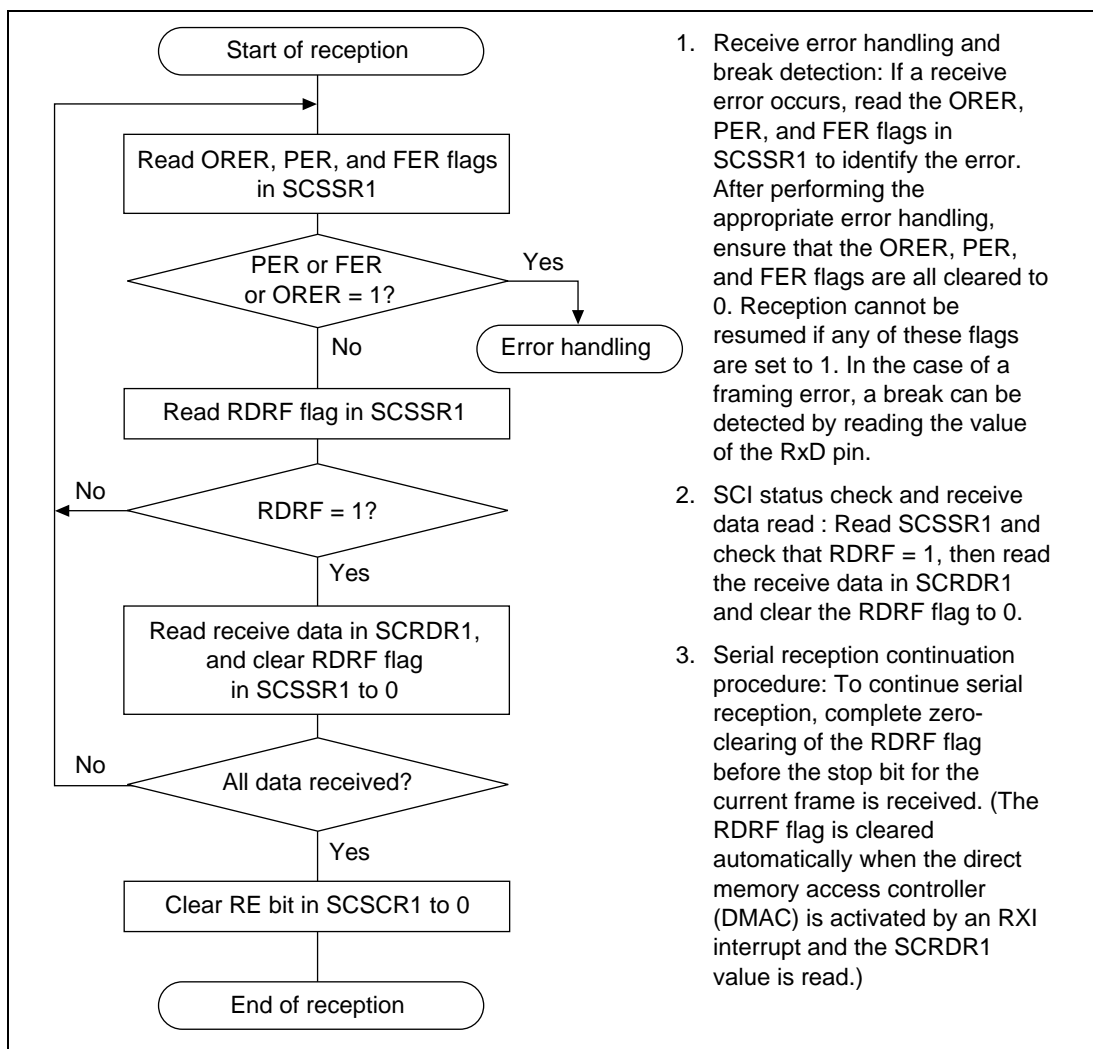 Start of reception
Read ORER, PER, and FER flags
in SCSSR1
PER or FER
or ORER = 1?
Yes
Error handling
No
Read RDRF flag in SCSSR1
No
RDRF = 1?
Yes
Read receive data in SCRDR1,
and clear RDRF flag
in SCSSR1 to 0
No
All data received?
Yes
Clear RE bit in SCSCR1 to 0
End of reception
1. Receive error handling and
break detection: If a receive
error occurs, read the ORER,
PER, and FER flags in
SCSSR1 to identify the error.
After performing the
appropriate error handling,
ensure that the ORER, PER,
and FER flags are all cleared to
0. Reception cannot be
resumed if any of these flags
are set to 1. In the case of a
framing error, a break can be
detected by reading the value
of the RxD pin.
2. SCI status check and receive
data read : Read SCSSR1 and
check that RDRF = 1, then read
the receive data in SCRDR1
and clear the RDRF flag to 0.
3. Serial reception continuation
procedure: To continue serial
reception, complete zero-
clearing of the RDRF flag
before the stop bit for the
current frame is received. (The
RDRF flag is cleared
automatically when the direct
memory access controller
(DMAC) is activated by an RXI
interrupt and the SCRDR1
value is read.)